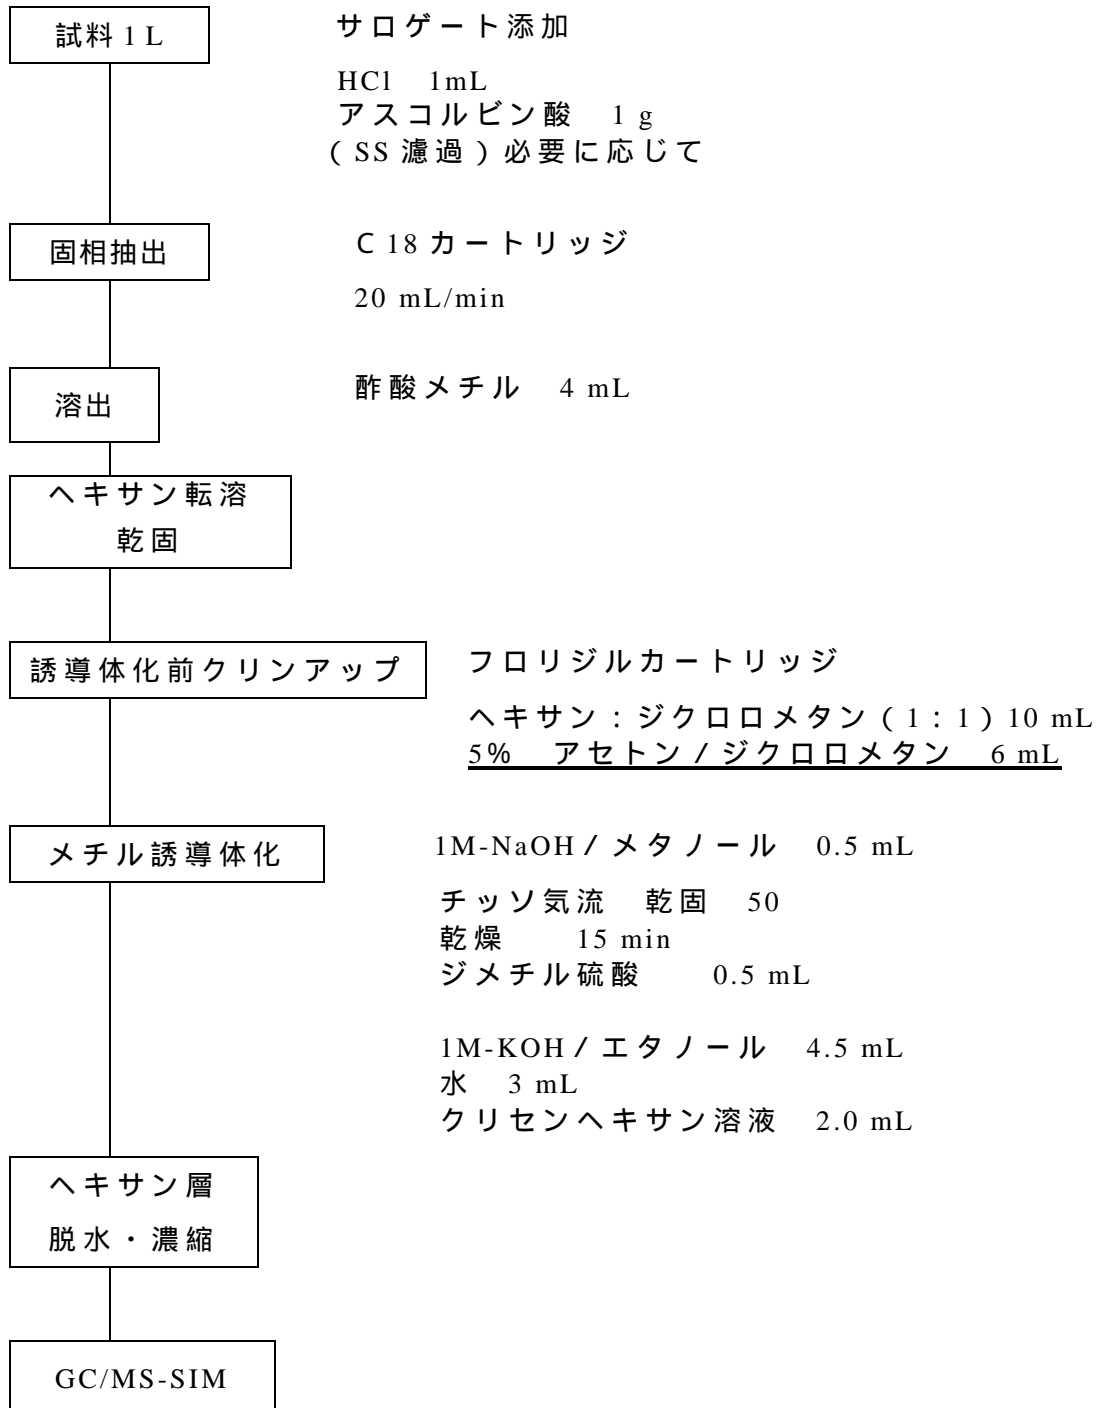 試料 1 L
サロゲート添加
HCl 1mL
アスコルビン酸 1 g
( SS 濾過 ) 必要に応じて
固相抽出
C 18 カートリッジ
20 mL/min
溶出
酢酸メチル 4 mL
ヘキサン転溶
乾固
誘導体化前クリンアップ
フロリジルカートリッジ
ヘキサン : ジクロロメタン ( 1 : 1 ) 10 mL
5% アセトン / ジクロロメタン 6 mL
メチル誘導体化
1M-NaOH / メタノール 0.5 mL
チッソ気流 乾固 50
乾燥 15 min
ジメチル硫酸 0.5 mL
1M-KOH / エタノール 4.5 mL
水 3 mL
クリセンヘキサン溶液 2.0 mL
ヘキサン層
脱水・濃縮
GC/MS-SIM